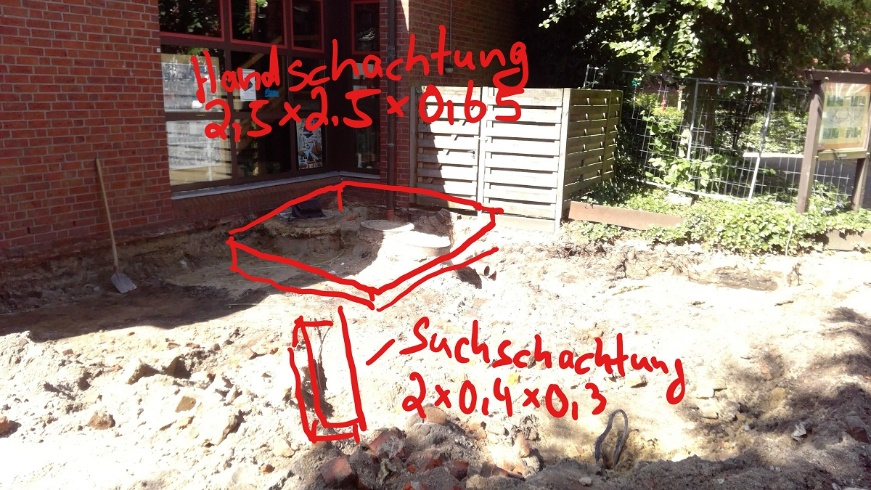 Handschachtung
2,5 x 2.5 x 0,65
Suchschachtung
2 x 0,4 x 0,3